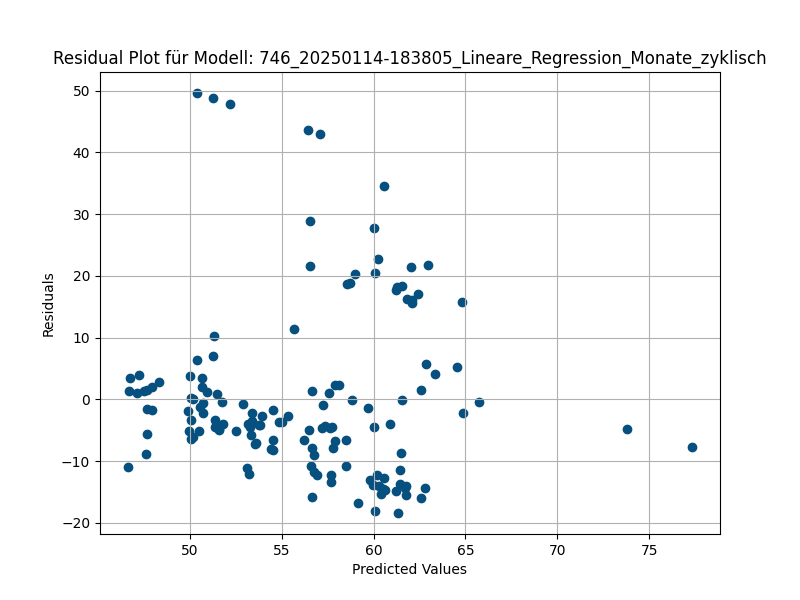 Residual Plot für Modell: 746_20250114-183805_Lineare_Regression_Monate_zyklisch
50
40
30
20
10
0
−10
−20
Residuals
50 55 60 65 70 75
Predicted Values